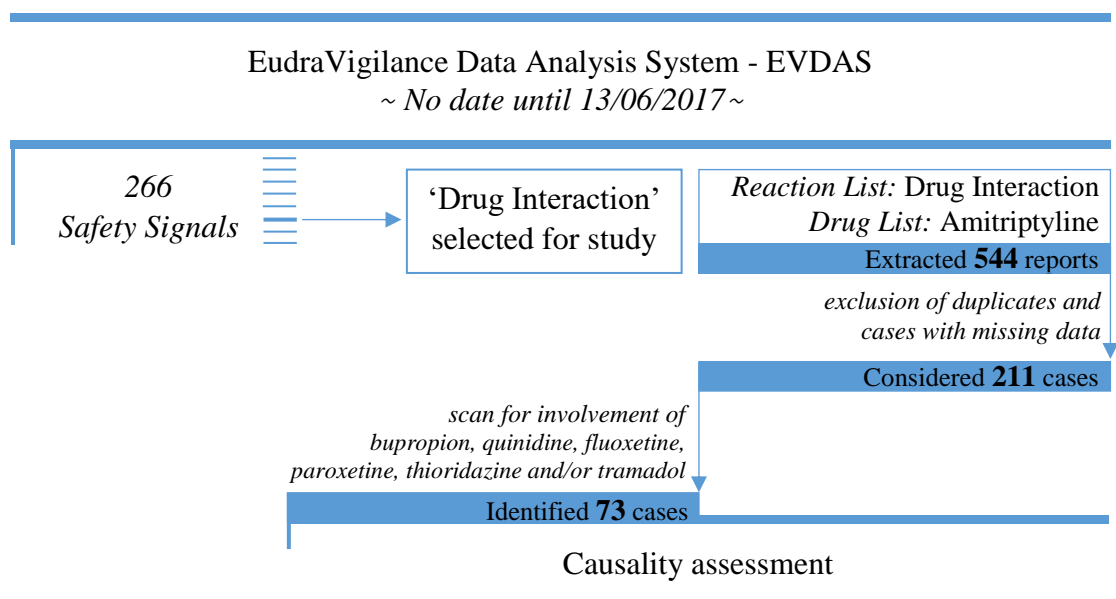 EudraVigilance Data Analysis System - EVDAS
~ No date until 13/06/2017~
266
Safety Signals
‘Drug Interaction’
selected for study
Reaction List: Drug Interaction
Drug List: Amitriptyline
Extracted 544 reports
exclusion of duplicates and
cases with missing data
Considered 211 cases
scan for involvement of
bupropion, quinidine, fluoxetine,
paroxetine, thioridazine and/or tramadol
Identified 73 cases
Causality assessment